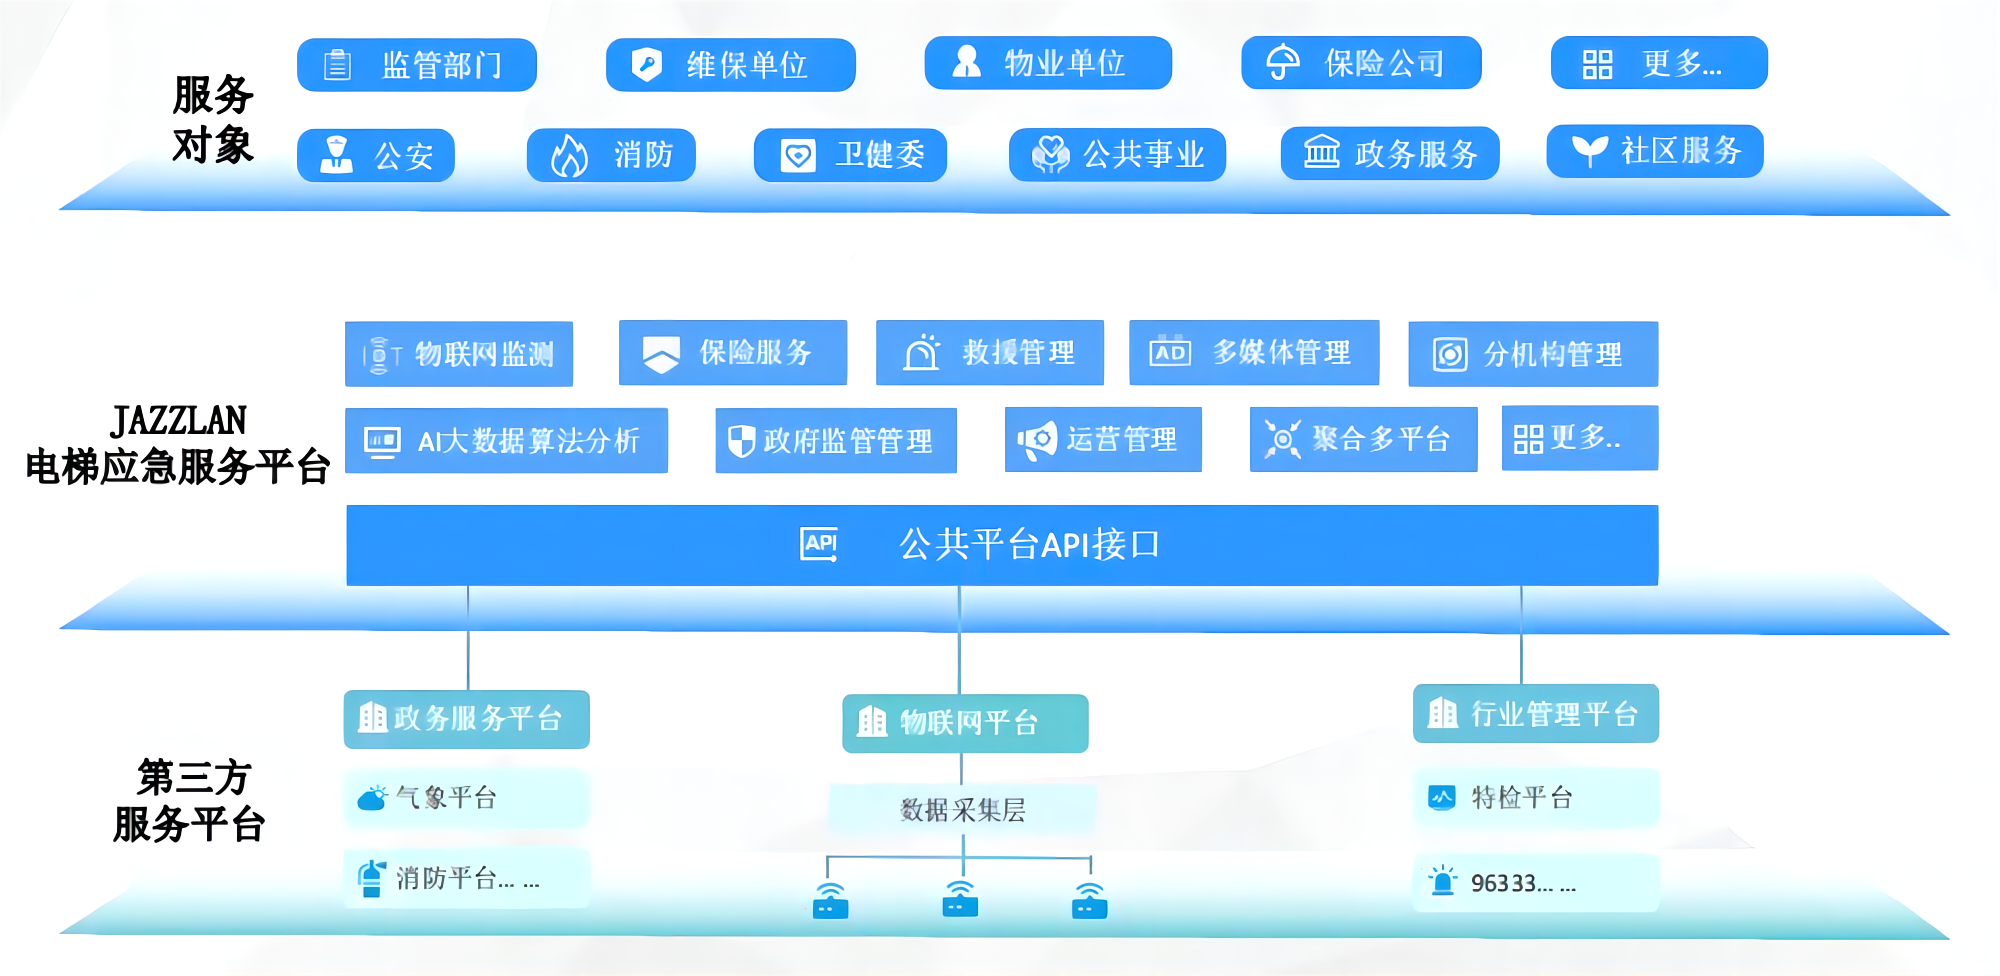 服务
对象
监管部门
维保单位
物业单位
保险公司
更多...
公安
消防
卫健委
公共事业
政务服务
社区服务
JAZZLAN
电梯应急服务平台
物联网监测
保险服务
救援管理
AD
多媒体管理
分机构管理
AI大数据算法分析
政府监管管理
运营管理
聚合多平台
更多..
API
公共平台API接口
第三方
服务平台
政务服务平台
物联网平台
行业管理平台
气象平台
数据采集层
特检平台
消防平台... ...
96333... ...